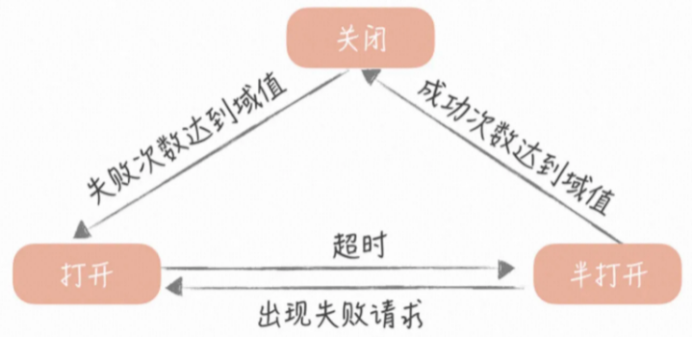 关闭
失败次数达到域值
成功次数达到域值
打开
超时
半打开
出现失败请求